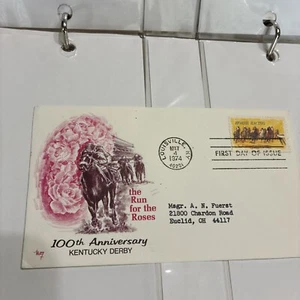 LOUISVILLE, KY
MAY
4
1974
FIRST DAY OF ISSUE
the
Run
for the
Roses
100th Anniversary
KENTUCKY DERBY
Msgr. A. H. Fuerst
21800 Chardon Road
Euclid, OH 44117